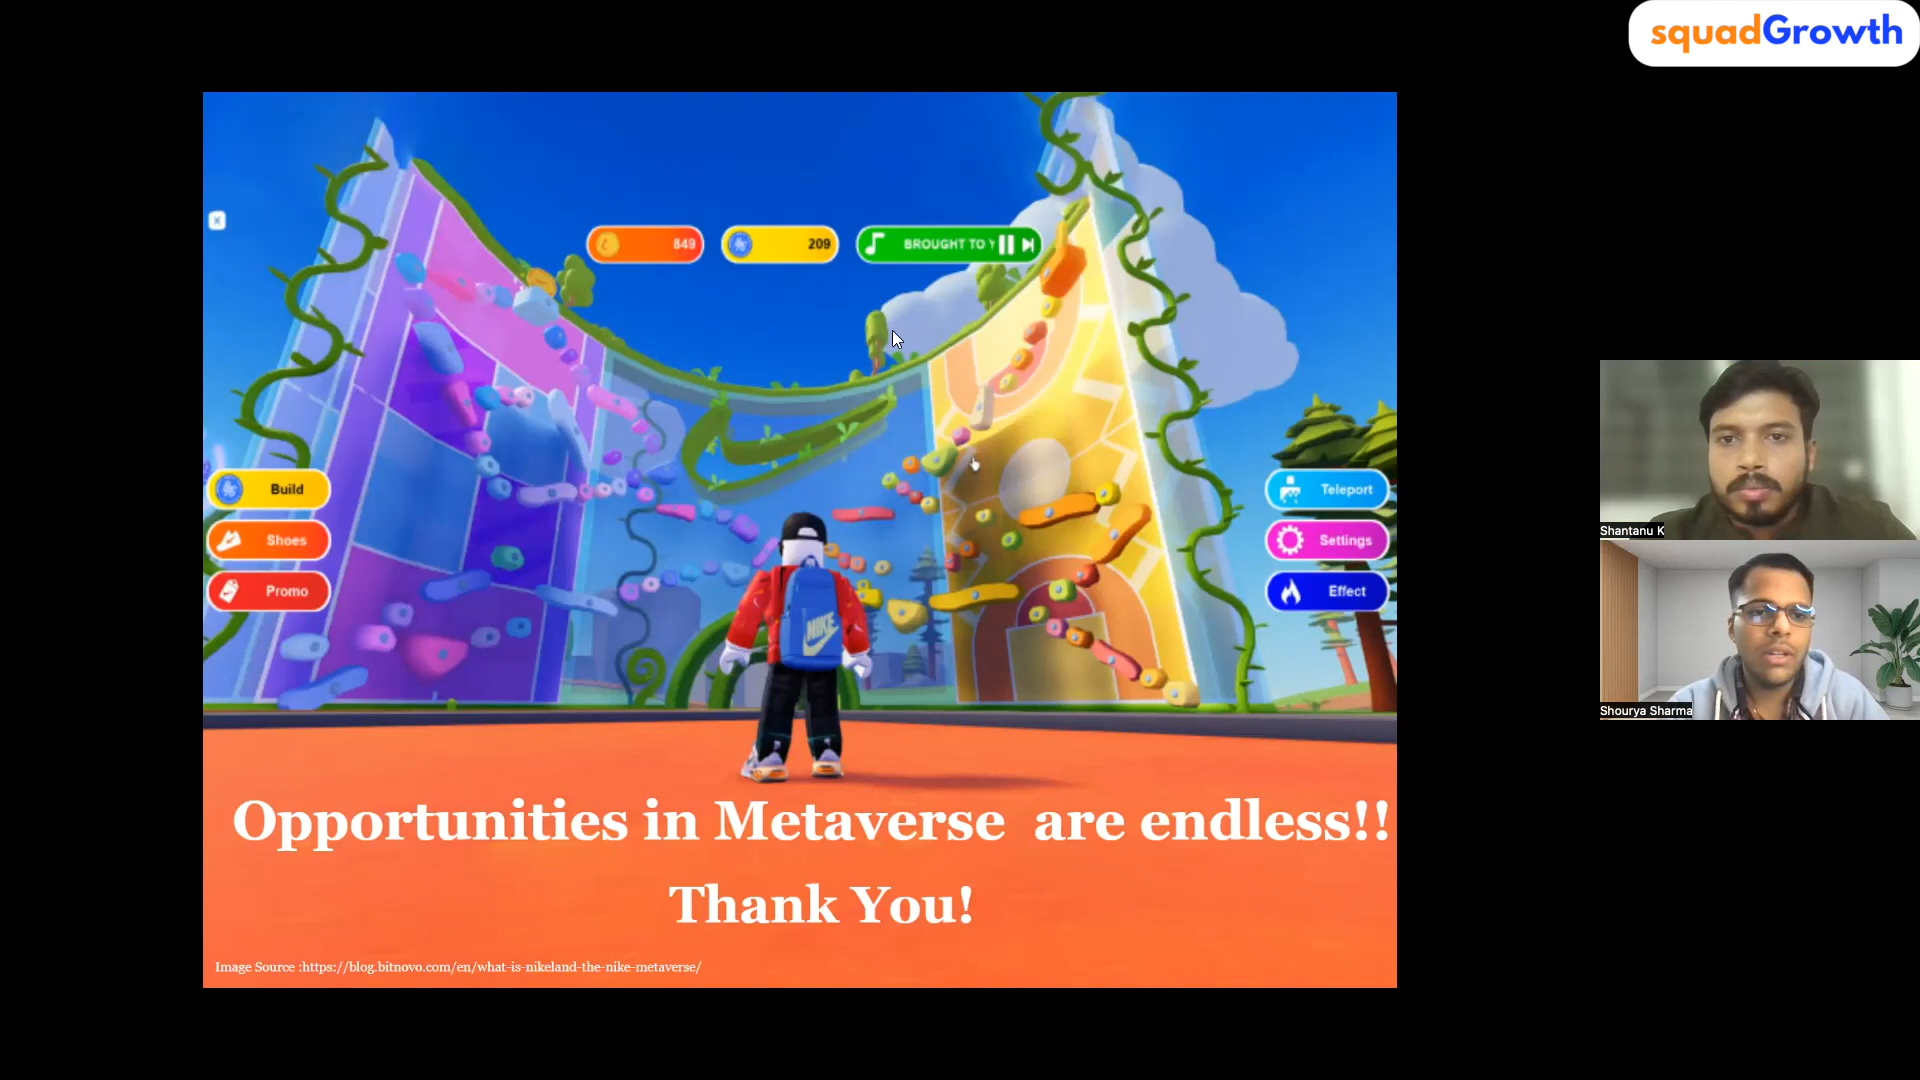 squadGrowth
849
209
BROUGHT TO Y
Build
Shoes
Promo
Teleport
Settings
Effect
NIKE
Opportunities in Metaverse are endless!!
Thank You!
Image Source :https://blog.bitnovo.com/en/what-is-nikeland-the-nike-metaverse/
Shantanu K
Shourya Sharma